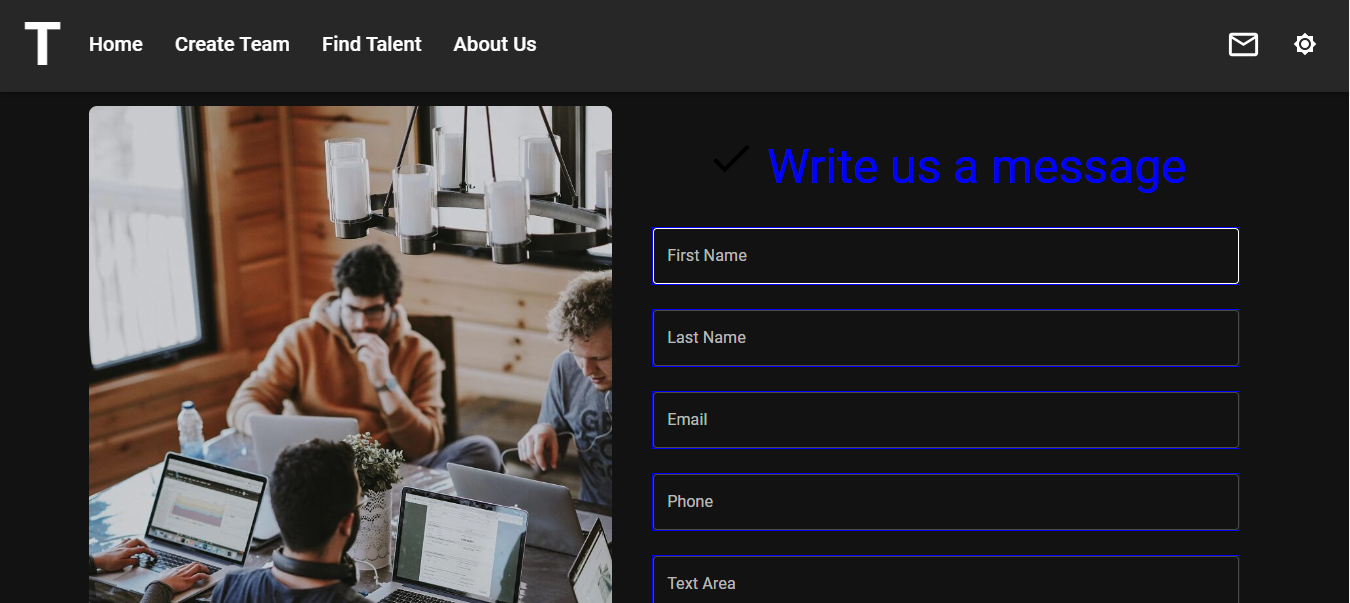 T
Home
Create Team
Find Talent
About Us
Write us a message
First Name
Last Name
Email
Phone
Text Area